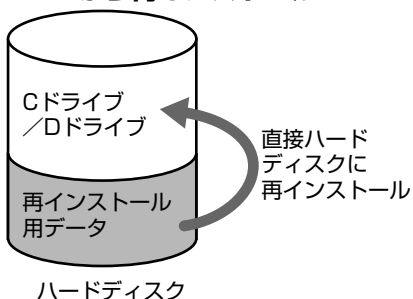 Cドライブ
／Dドライブ
直接ハード
ディスクに
再インストール
再インストール
用データ
ハードディスク